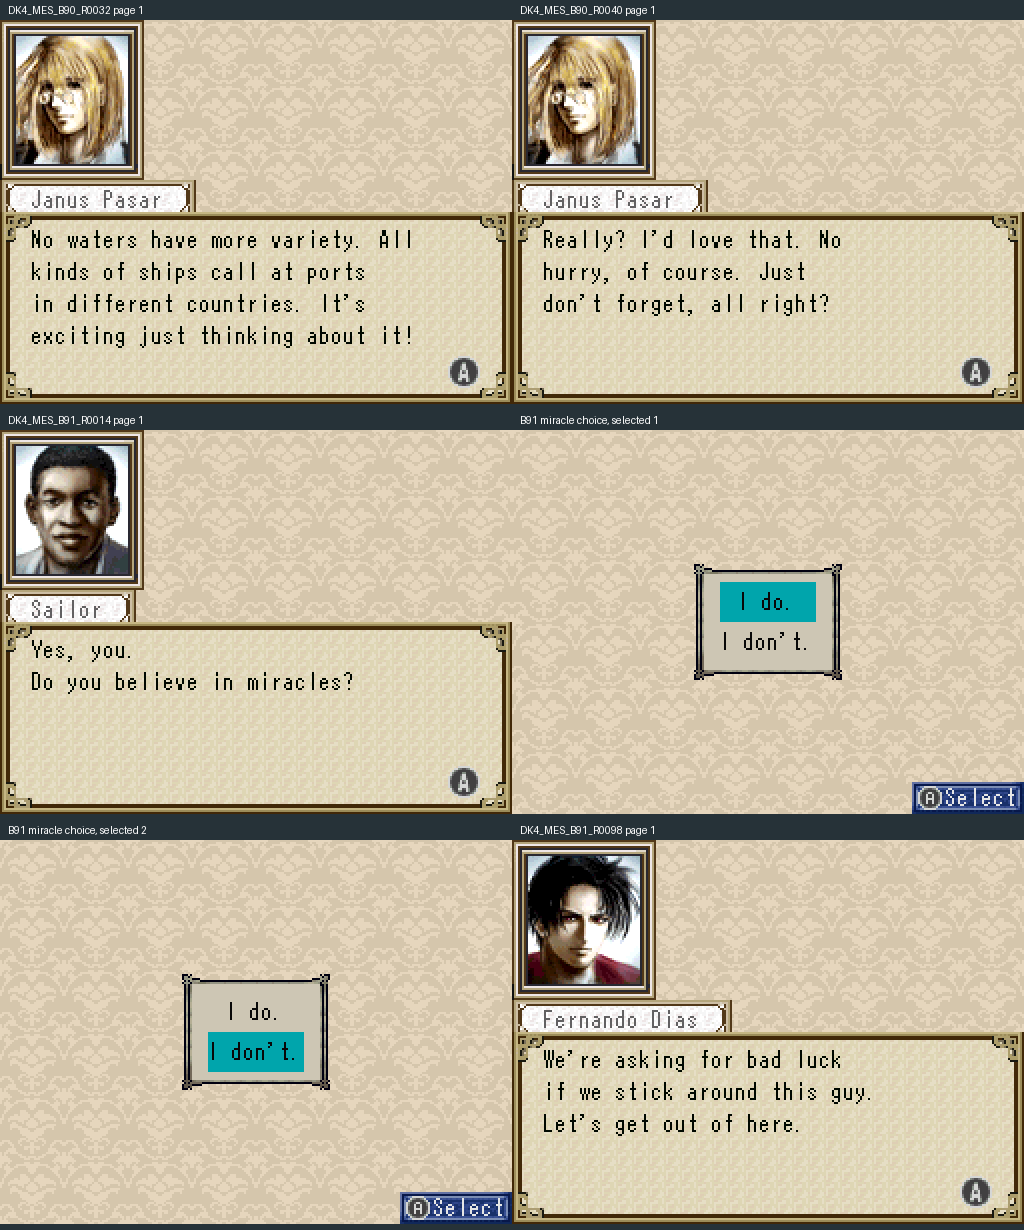 DK4_MES_B90_R0032 page 1
Janus Pasar
No waters have more variety. All
kinds of ships call at ports
in different countries. It's
exciting just thinking about it!
A
DK4_MES_B90_R0040 page 1
Janus Pasar
Really? I'd love that. No
hurry, of course. Just
don't forget, all right?
A
DK4_MES_B91_R0014 page 1
Sailor
Yes, you.
Do you believe in miracles?
A
B91 miracle choice, selected 1
I do.
I don't.
A Select
B91 miracle choice, selected 2
I do.
I don't.
A Select
DK4_MES_B91_R0098 page 1
Fernando Dias
We're asking for bad luck
if we stick around this guy.
Let's get out of here.
A